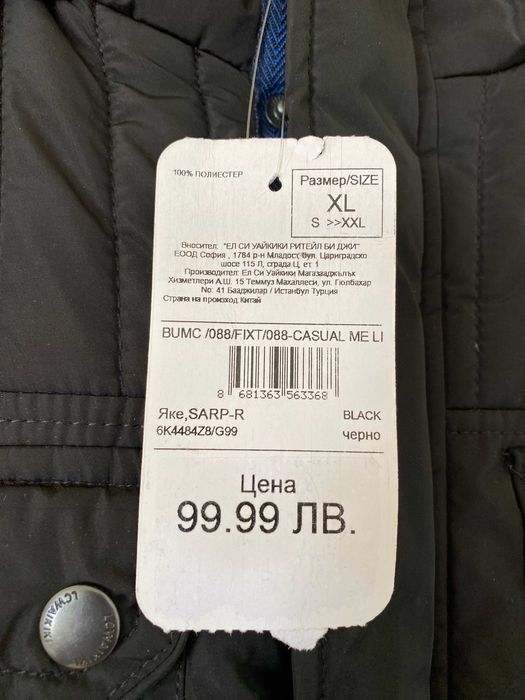 100% ПОЛИЕСТЕР
Размер/SIZE
XL
S >>XXL
Вносител: "ЕЛ СИ УАЙКИКИ РИТЕЙЛ БИ ДЖИ"
ЕООД София , 1784 р-н Младост, бул. Цариградско
шосе 115 Л, сграда Ц, ет. 1
Производител: Ел Си Уайкики Магазааджълък
Хизметлери А.Ш. 15 Теммуз Махаллеси, ул. Гюлбахар
No: 41 Бааджилар / Истанбул Турция
Страна на произход Китай
BUMC /088/FIXT/088-CASUAL ME LI
8 681363 563368
Яке,SARP-R
BLACK
6K4484Z8/G99
черно
Цена
99.99 ЛВ.
LCWAIKIKI
LCWAIKIKI